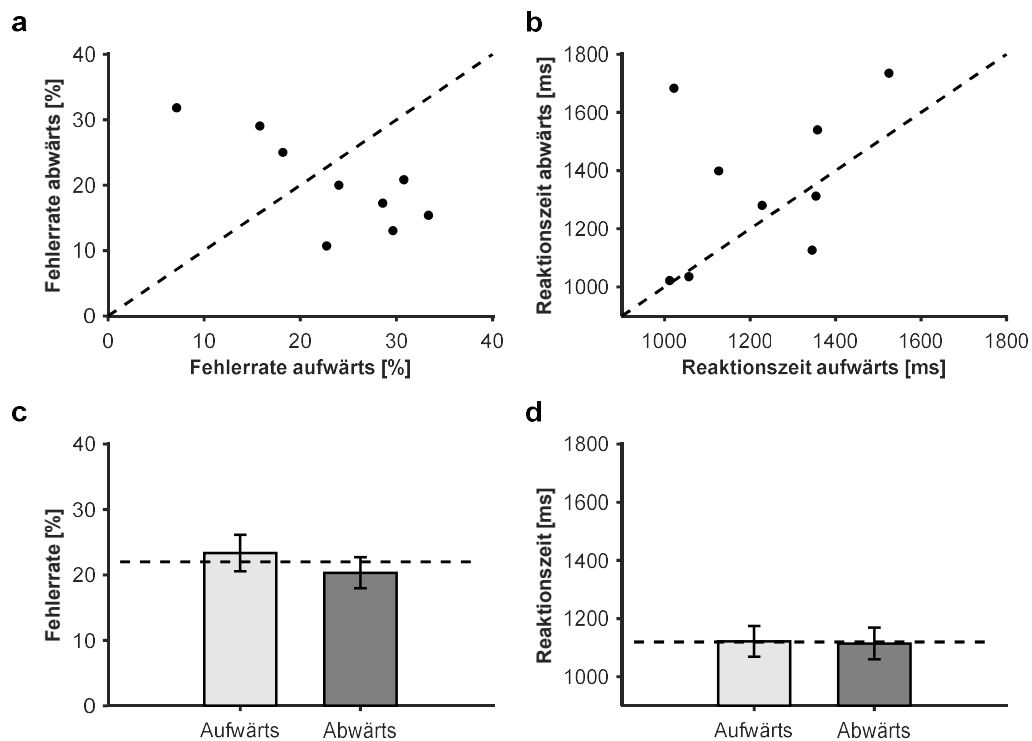 a
40
30
20
10
0
Fehlerrate abwärts [%]
0 10 20 30 40
Fehlerrate aufwärts [%]
b
1800
1600
1400
1200
1000
Reaktionszeit abwärts [ms]
1000 1200 1400 1600 1800
Reaktionszeit aufwärts [ms]
c
40
30
20
10
0
Fehlerrate [%]
Aufwärts Abwärts
d
1800
1600
1400
1200
1000
Reaktionszeit [ms]
Aufwärts Abwärts